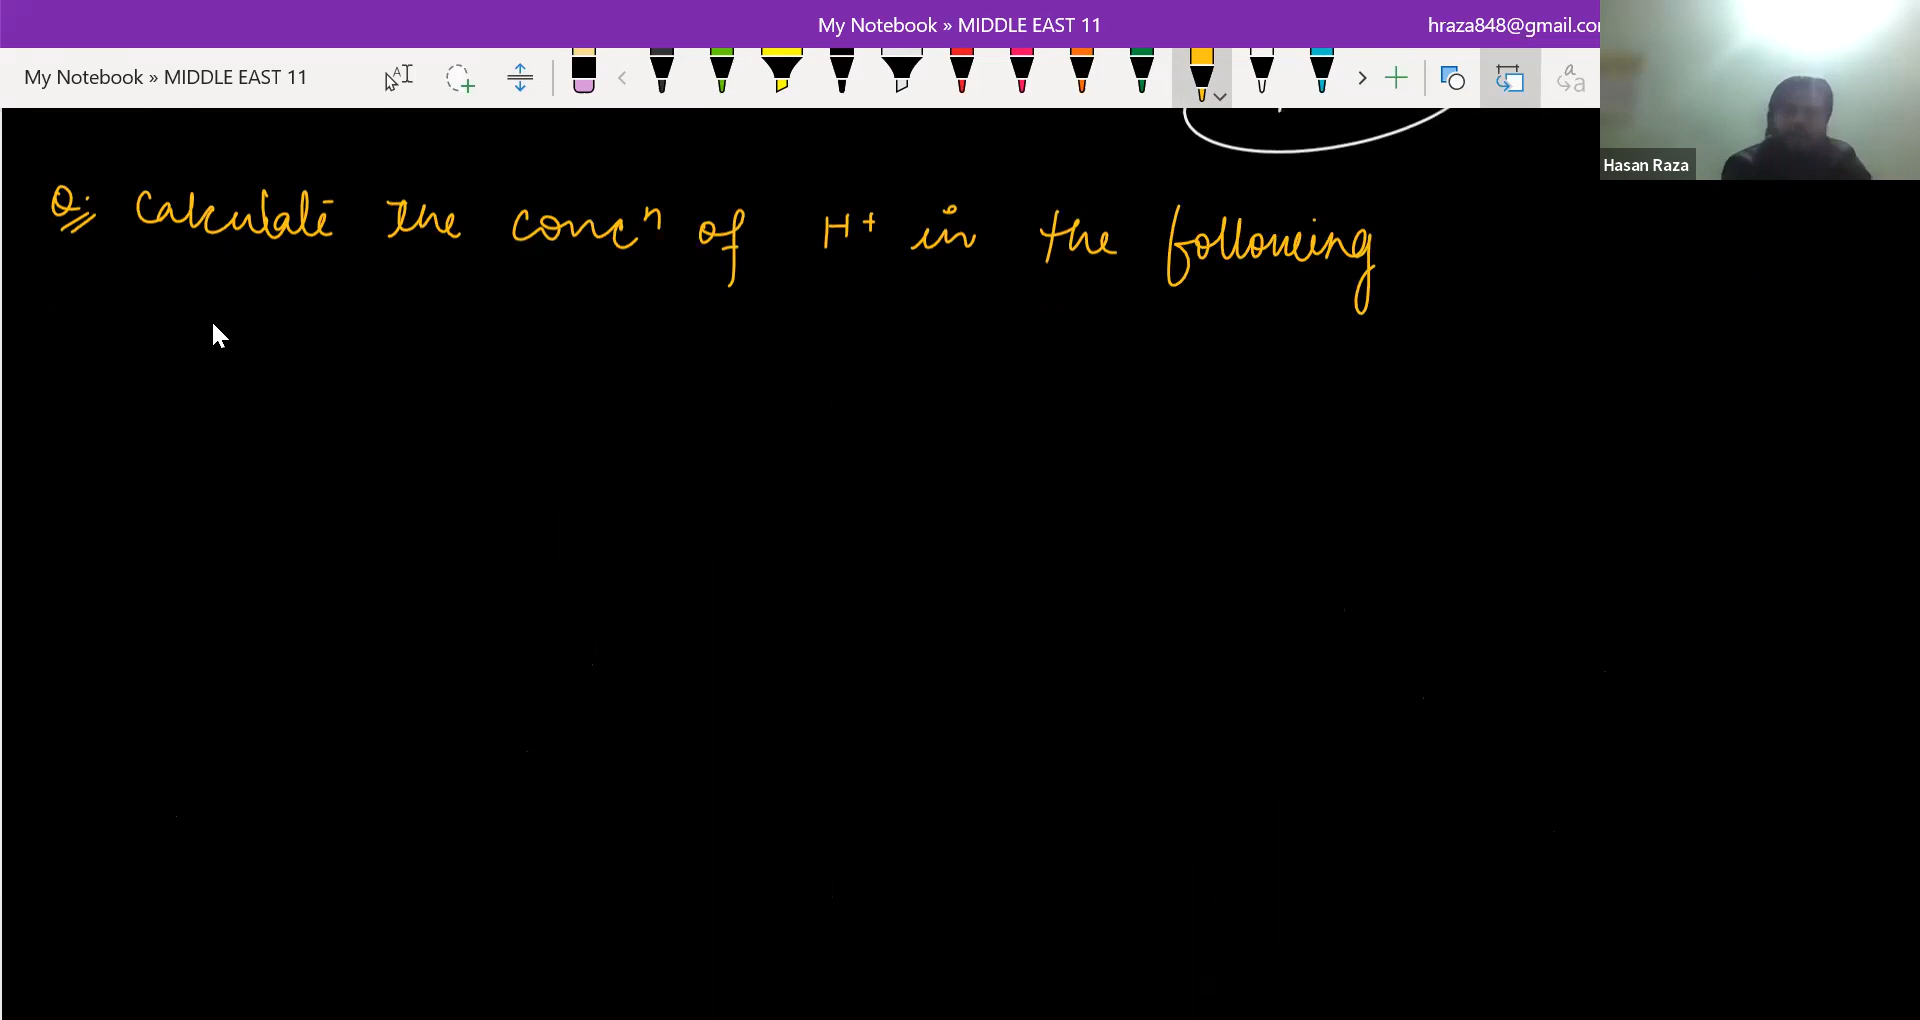 My Notebook » MIDDLE EAST 11
hraza848@gmail.co
My Notebook » MIDDLE EAST 11
Hasan Raza
Q: Calculate the concⁿ of H⁺ in the following